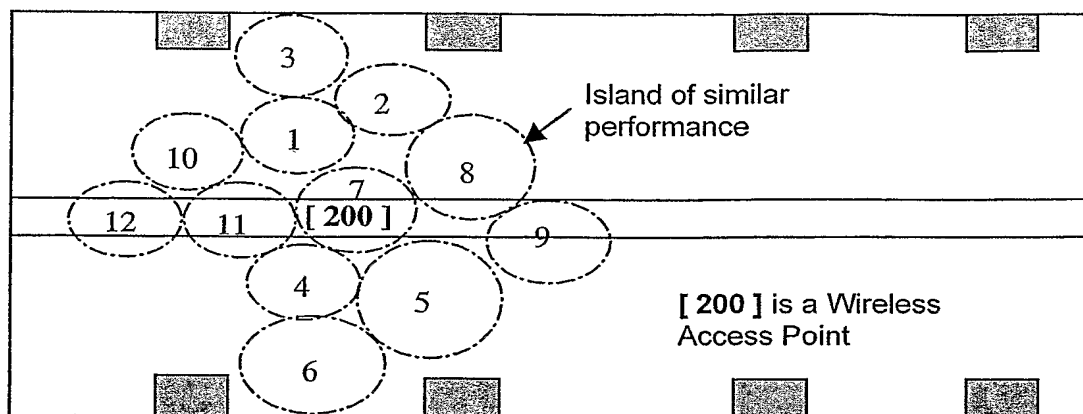 3
2
Island of similar
performance
1
10
8
7
12
11
[ 200 ]
9
4
5
[ 200 ] is a Wireless
Access Point
6